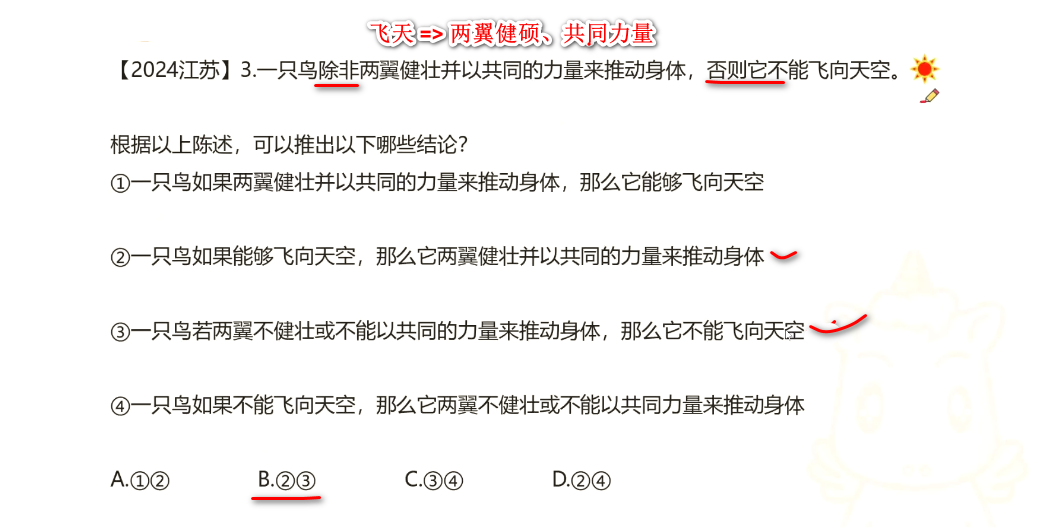 飞天 => 两翼健硕、共同力量
【2024江苏】3.一只鸟除非两翼健壮并以共同的力量来推动身体，否则它不能飞向天空。
根据以上陈述，可以推出以下哪些结论？
①一只鸟如果两翼健壮并以共同的力量来推动身体，那么它能够飞向天空
②一只鸟如果能够飞向天空，那么它两翼健壮并以共同的力量来推动身体
③一只鸟若两翼不健壮或不能以共同的力量来推动身体，那么它不能飞向天空
④一只鸟如果不能飞向天空，那么它两翼不健壮或不能以共同力量来推动身体
A.①② B.②③ C.③④ D.②④